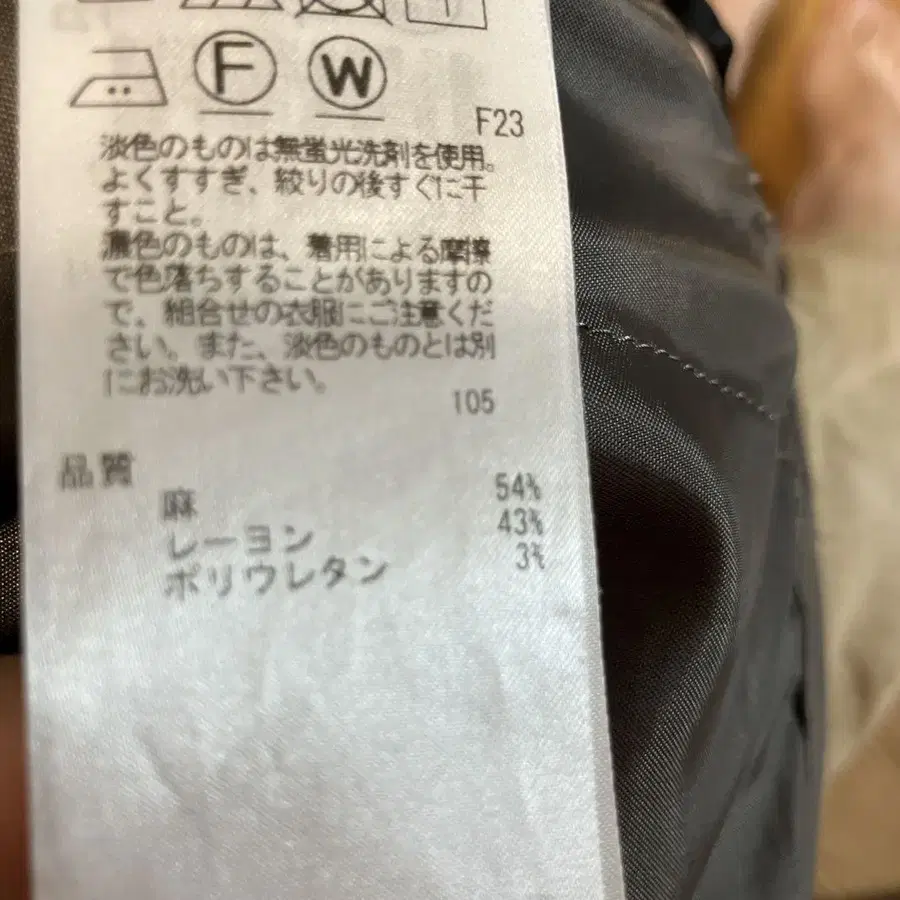 F
W
F23
淡色のものは無蛍光洗剤を使用。
よくすすぎ、絞りの後すぐに干
すこと。
濃色のものは、着用による摩擦
で色落ちすることがありますの
で、組合せの衣服にご注意くだ
さい。また、淡色のものとは別
にお洗い下さい。
105
品質
麻 54%
レーヨン 43%
ポリウレタン 3%